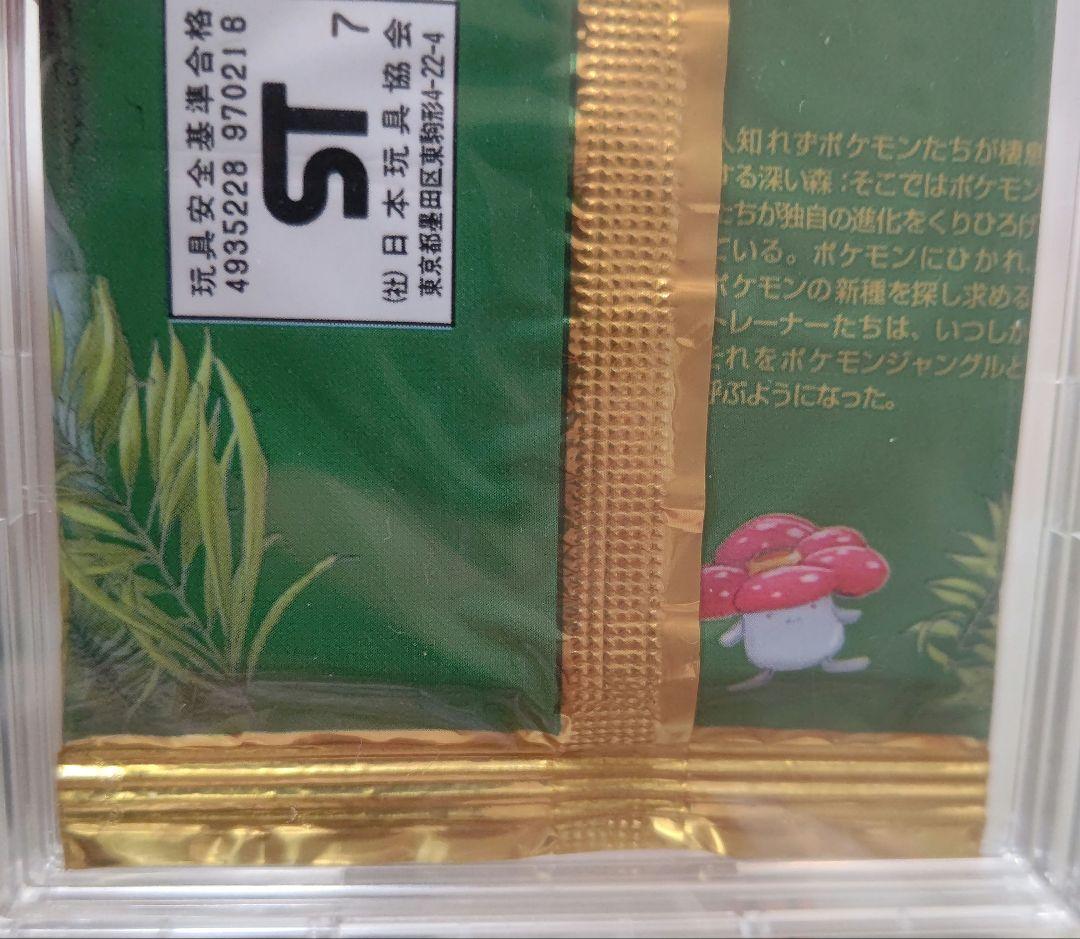 玩具安全基準合格
4935228 970218
ST
7
(社)日本玩具協会
東京都墨田区東駒形4-22-4
人知れずポケモンたちが棲息
する深い森；そこではポケモン
たちが独自の進化をくりひろげ
ている。ポケモンにひかれ、
ポケモンの新種を探し求める
トレーナーたちは、いつしか
それをポケモンジャングルと
呼ぶようになった。